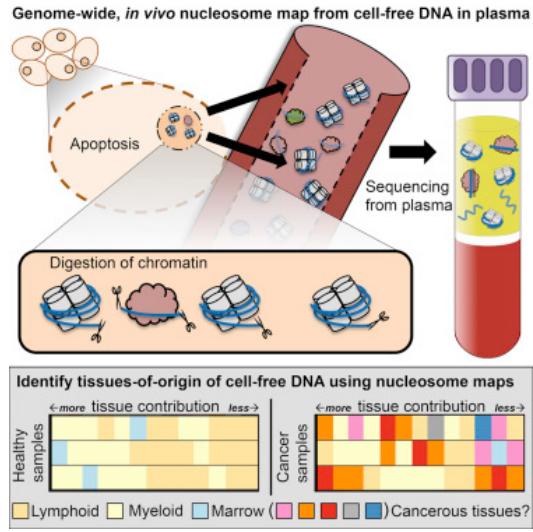 Genome-wide, in vivo nucleosome map from cell-free DNA in plasma
Apoptosis
Sequencing
from plasma
Digestion of chromatin
Identify tissues-of-origin of cell-free DNA using nucleosome maps
←more tissue contribution less→
Healthy
samples
←more tissue contribution less→
Cancer
samples
Lymphoid Myeloid Marrow ( ) Cancerous tissues?